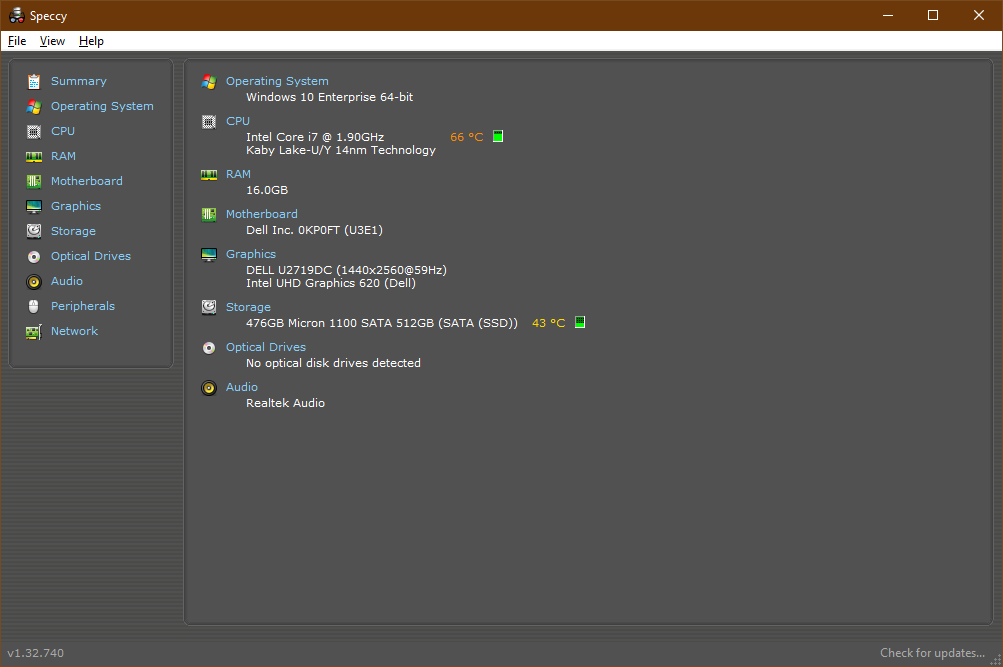 Speccy
File View Help
Summary
Operating System
CPU
RAM
Motherboard
Graphics
Storage
Optical Drives
Audio
Peripherals
Network
Operating System
Windows 10 Enterprise 64-bit
CPU
Intel Core i7 @ 1.90GHz 66 °C
Kaby Lake-U/Y 14nm Technology
RAM
16.0GB
Motherboard
Dell Inc. 0KP0FT (U3E1)
Graphics
DELL U2719DC (1440x2560@59Hz)
Intel UHD Graphics 620 (Dell)
Storage
476GB Micron 1100 SATA 512GB (SATA (SSD)) 43 °C
Optical Drives
No optical disk drives detected
Audio
Realtek Audio
v1.32.740
Check for updates...